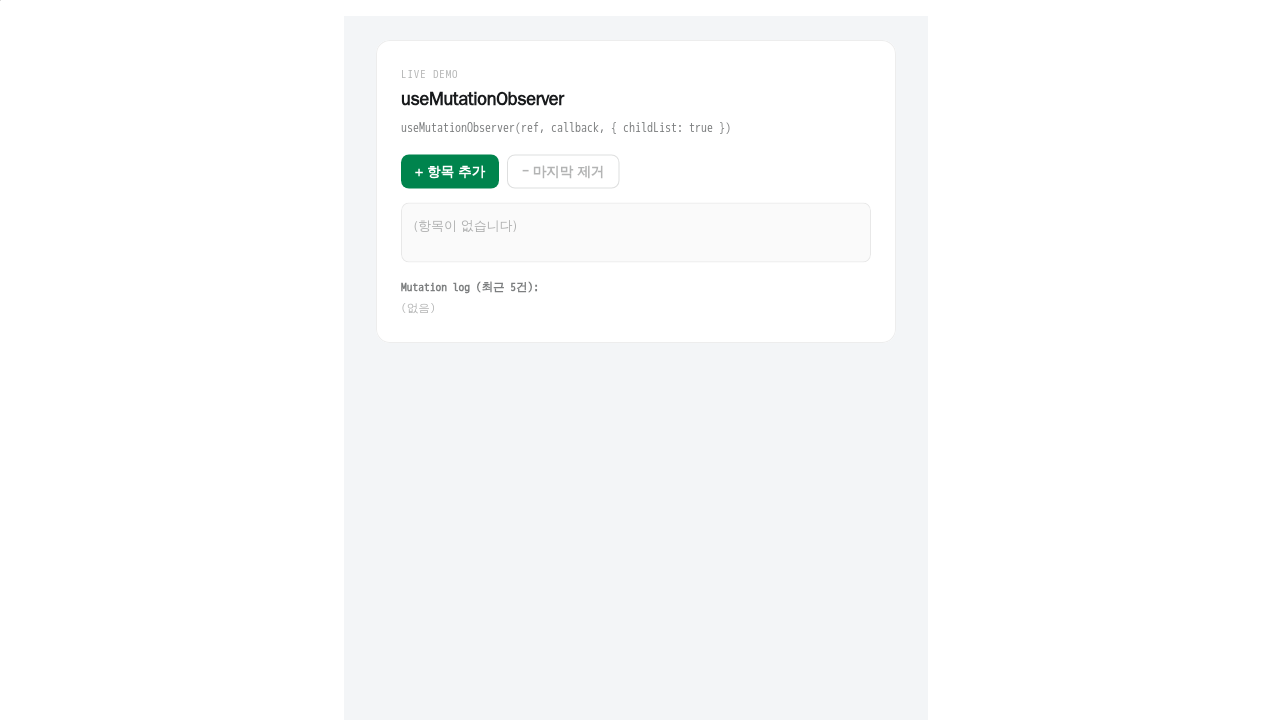 LIVE DEMO
useMutationObserver
useMutationObserver(ref, callback, { childList: true })
+ 항목 추가
− 마지막 제거
(항목이 없습니다)
Mutation log (최근 5건):
(없음)